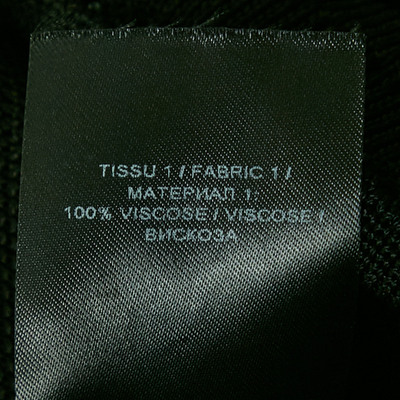 TISSU 1 / FABRIC 1 /
МАТЕРИАЛ 1:
100% VISCOSE / VISCOSE /
ВИСКОЗА